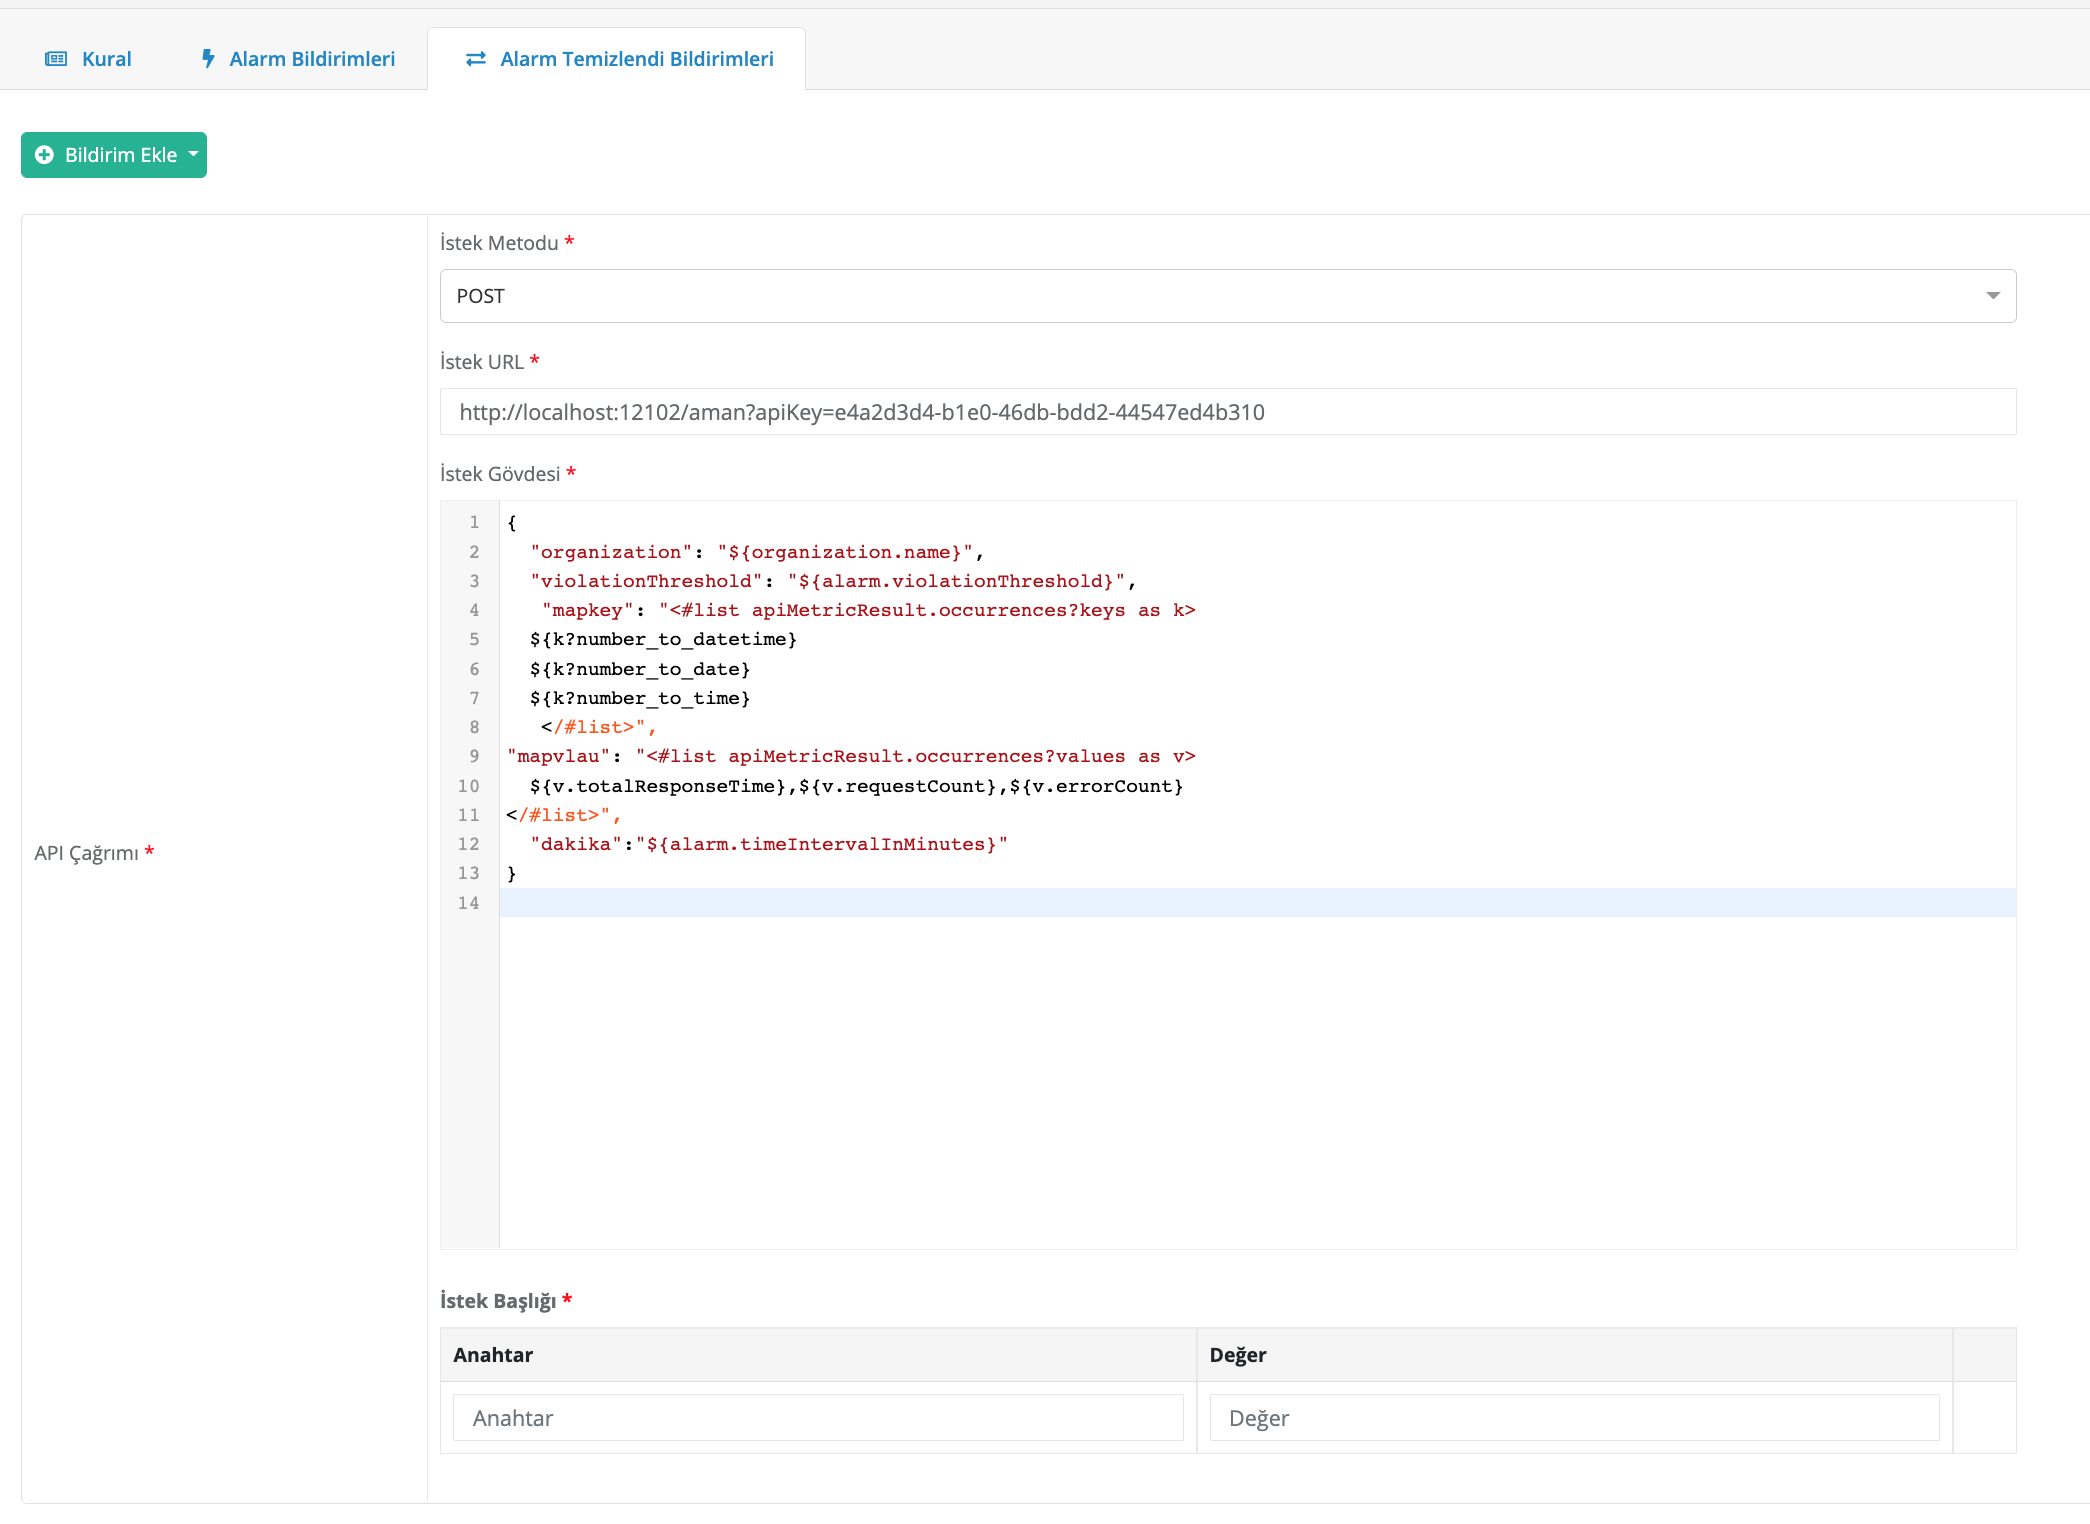 Kural
Alarm Bildirimleri
Alarm Temizlendi Bildirimleri
Bildirim Ekle
API Çağrımı *
İstek Metodu *
POST
İstek URL *
http://localhost:12102/aman?apiKey=e4a2d3d4-b1e0-46db-bdd2-44547ed4b310
İstek Gövdesi *
1 {
2   "organization": "${organization.name}",
3   "violationThreshold": "${alarm.violationThreshold}",
4    "mapkey": "<#list apiMetricResult.occurrences?keys as k>
5   ${k?number_to_datetime}
6   ${k?number_to_date}
7   ${k?number_to_time}
8    </#list>",
9 "mapvlau": "<#list apiMetricResult.occurrences?values as v>
10   ${v.totalResponseTime},${v.requestCount},${v.errorCount}
11 </#list>",
12   "dakika":"${alarm.timeIntervalInMinutes}"
13 }
14
İstek Başlığı *
Anahtar
Değer
Anahtar
Değer